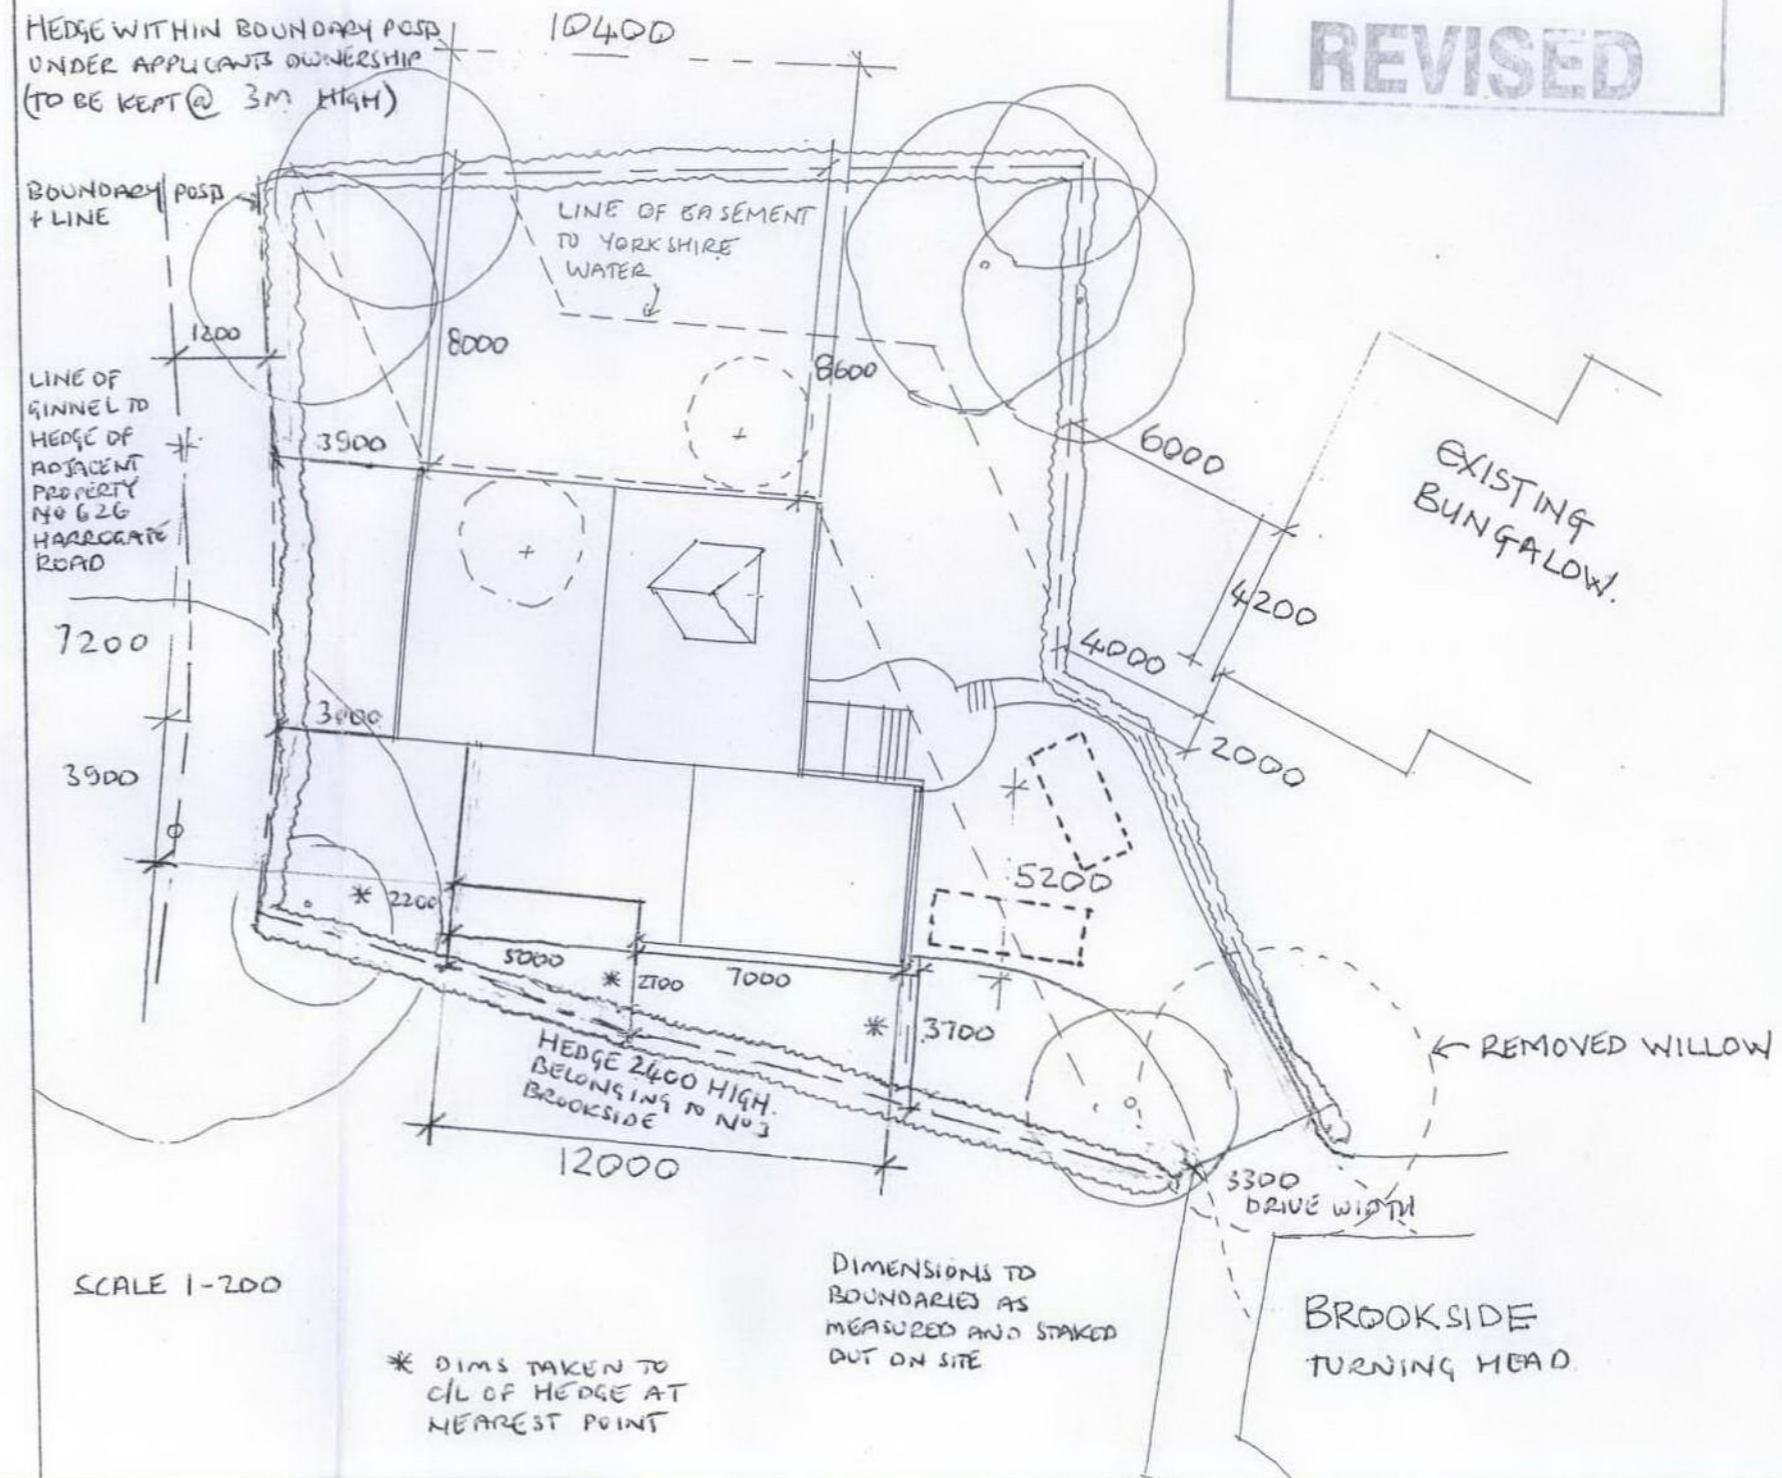 HEDGE WITHIN BOUNDARY POSTS
UNDER APPLICANTS OWNERSHIP
(TO BE KEPT @ 3M HIGH)
10400
REVISED
BOUNDARY POSTS
+ LINE
LINE OF EASEMENT
TO YORKSHIRE
WATER
1200
8000
8600
LINE OF
GINNEL TO
HEDGE OF
ADJACENT
PROPERTY
NO 626
HARROGATE
ROAD
3900
6000
EXISTING
BUNGALOW.
4200
7200
4000
2000
3900
5200
* 2200
5000
* 2700
7000
* 3700
← REMOVED WILLOW
HEDGE 2400 HIGH.
BELONGING TO NO 3
BROOKSIDE
12000
3300
DRIVE WIDTH
SCALE 1-200
* DIMS TAKEN TO
C/L OF HEDGE AT
NEAREST POINT
DIMENSIONS TO
BOUNDARIES AS
MEASURED AND STAKED
OUT ON SITE
BROOKSIDE
TURNING HEAD